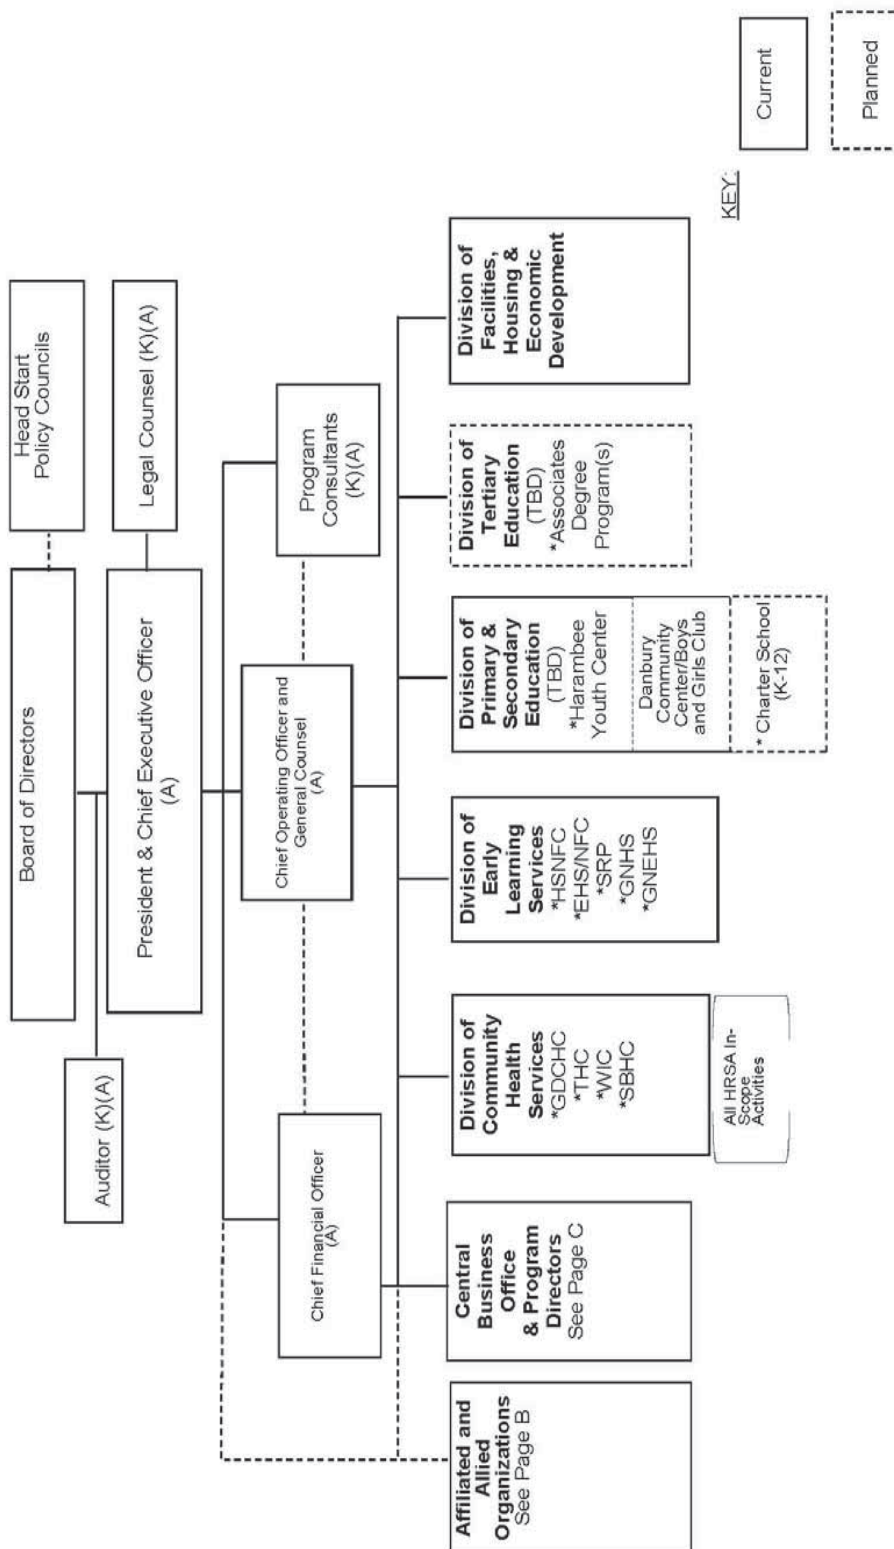 Board of Directors
Head Start
Policy Councils
Auditor (K)(A)
President & Chief Executive Officer
(A)
Legal Counsel (K)(A)
Chief Financial Officer
(A)
Chief Operating Officer and
General Counsel
(A)
Program
Consultants
(K)(A)
Affiliated and
Allied
Organizations
See Page B
Central
Business
Office
& Program
Directors
See Page C
Division of
Community
Health
Services
*GDCHC
*THC
*WIC
*SBHC
All HRSA In-
Scope
Activities
Division of
Early
Learning
Services
*HSNFC
*EHS/NFC
*SRP
*GNHS
*GNEHS
Division of
Primary &
Secondary
Education
(TBD)
*Harambee
Youth Center
Danbury
Community
Center/Boys
and Girls Club
* Charter School
(K-12)
Division of
Tertiary
Education
(TBD)
*Associates
Degree
Program(s)
Division of
Facilities,
Housing &
Economic
Development
KEY:
Current
Planned